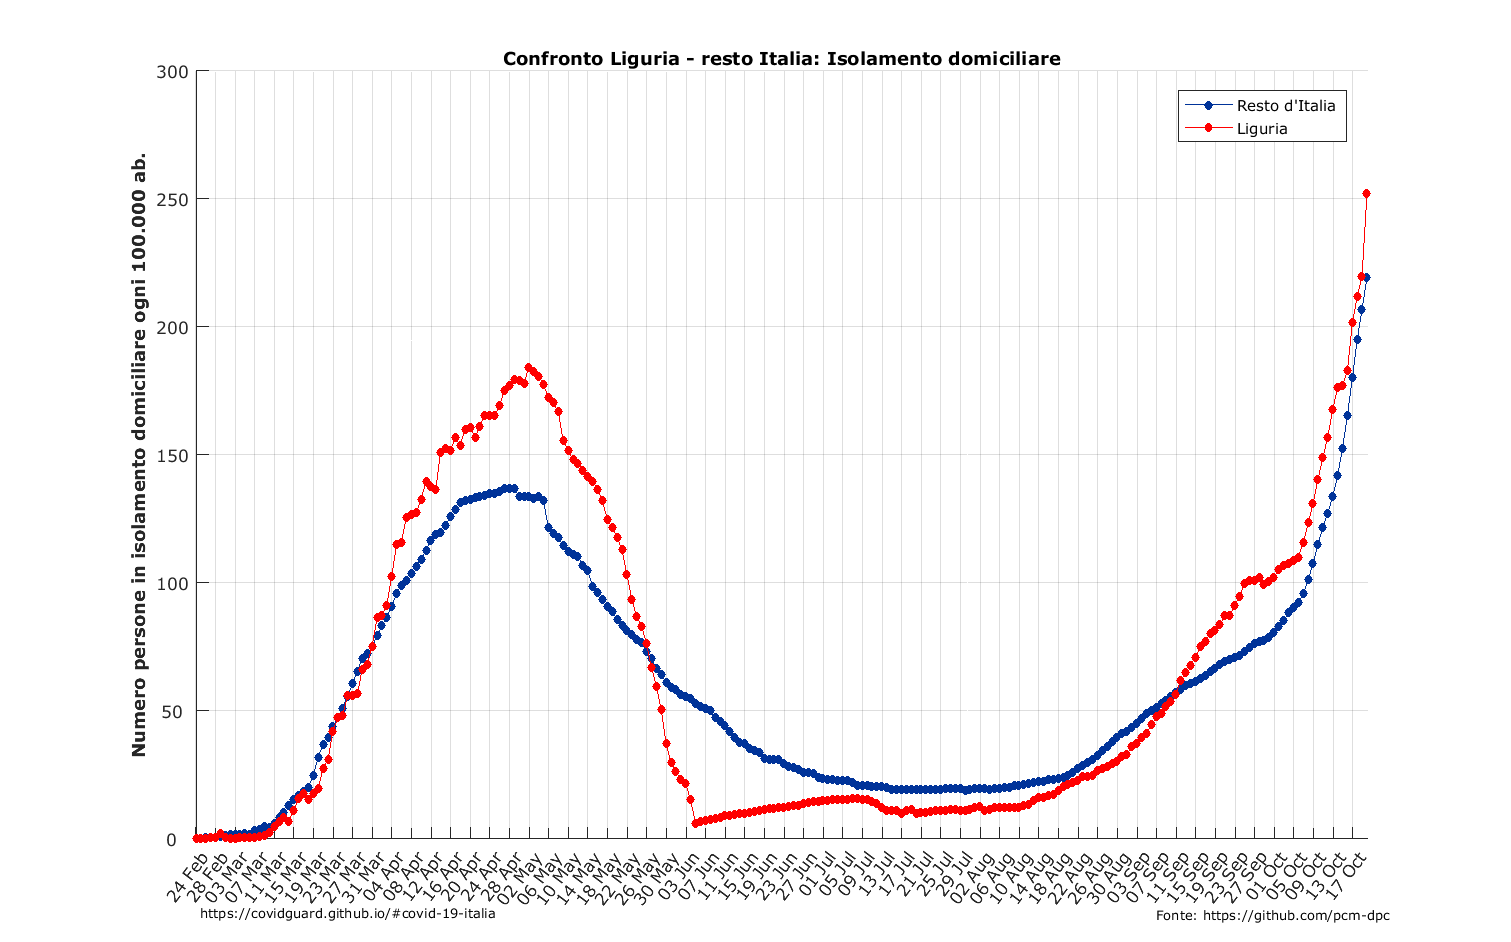 Confronto Liguria - resto Italia: Isolamento domiciliare
Numero persone in isolamento domiciliare ogni 100.000 ab.
300
250
200
150
100
50
0
Resto d'Italia
Liguria
24 Feb
28 Feb
03 Mar
07 Mar
11 Mar
15 Mar
19 Mar
23 Mar
27 Mar
31 Mar
04 Apr
08 Apr
12 Apr
16 Apr
20 Apr
24 Apr
28 Apr
02 May
06 May
10 May
14 May
18 May
22 May
26 May
30 May
03 Jun
07 Jun
11 Jun
15 Jun
19 Jun
23 Jun
27 Jun
01 Jul
05 Jul
09 Jul
13 Jul
17 Jul
21 Jul
25 Jul
29 Jul
02 Aug
06 Aug
10 Aug
14 Aug
18 Aug
22 Aug
26 Aug
30 Aug
03 Sep
07 Sep
11 Sep
15 Sep
19 Sep
23 Sep
27 Sep
01 Oct
05 Oct
09 Oct
13 Oct
17 Oct
https://covidguard.github.io/#covid-19-italia
Fonte: https://github.com/pcm-dpc